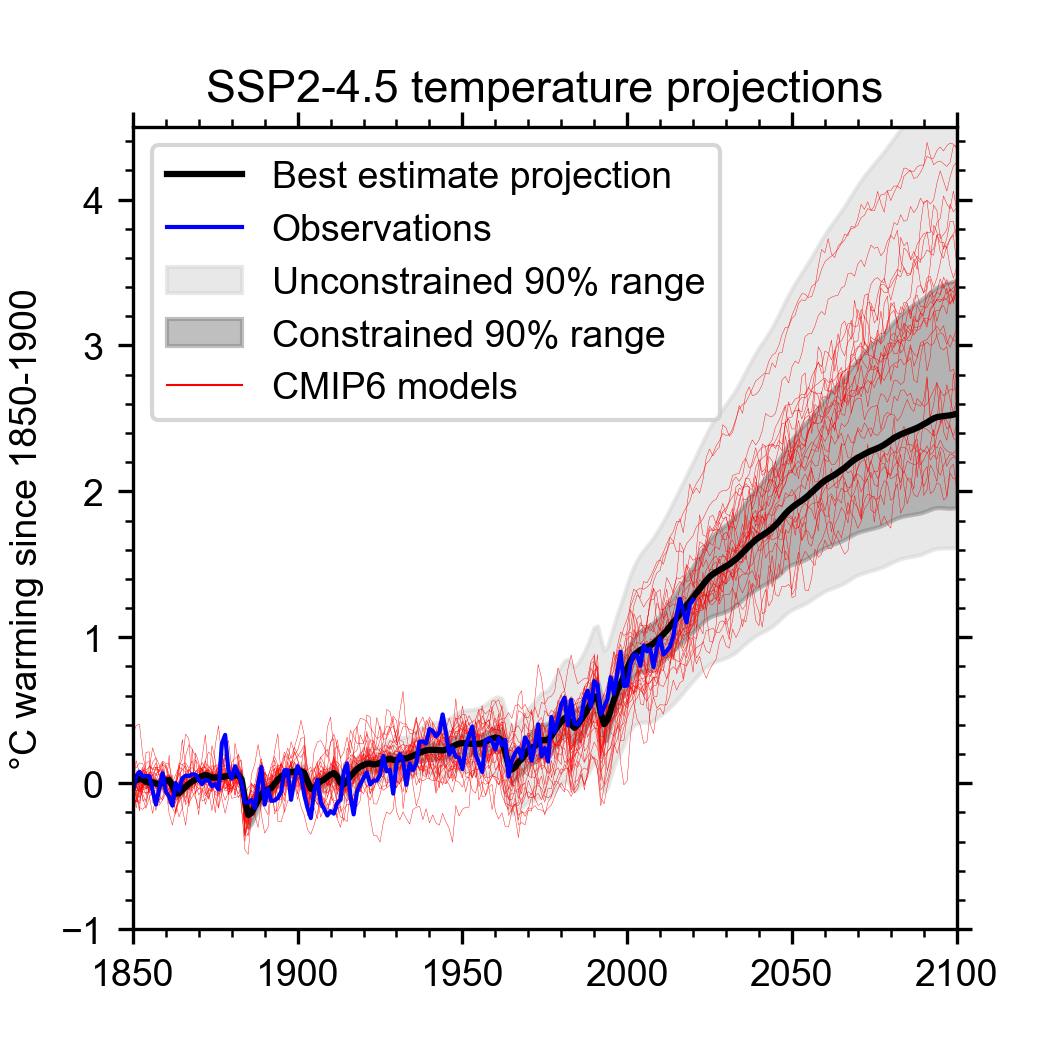 SSP2-4.5 temperature projections
Best estimate projection
Observations
Unconstrained 90% range
Constrained 90% range
CMIP6 models
°C warming since 1850-1900
4
3
2
1
0
−1
1850 1900 1950 2000 2050 2100